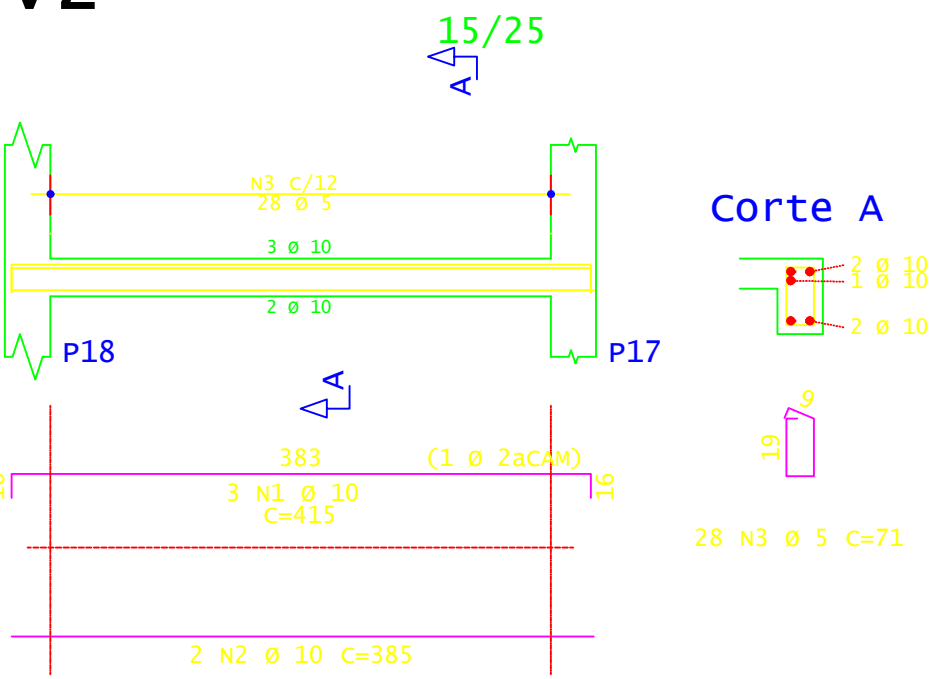 15/25
A
N3 C/12
28 Ø 5
3 Ø 10
2 Ø 10
P18
P17
A
Corte A
2 Ø 10
1 Ø 10
2 Ø 10
383
(1 Ø 2aCAM)
16
3 N1 Ø 10
C=415
9
19
28 N3 Ø 5 C=71
2 N2 Ø 10 C=385